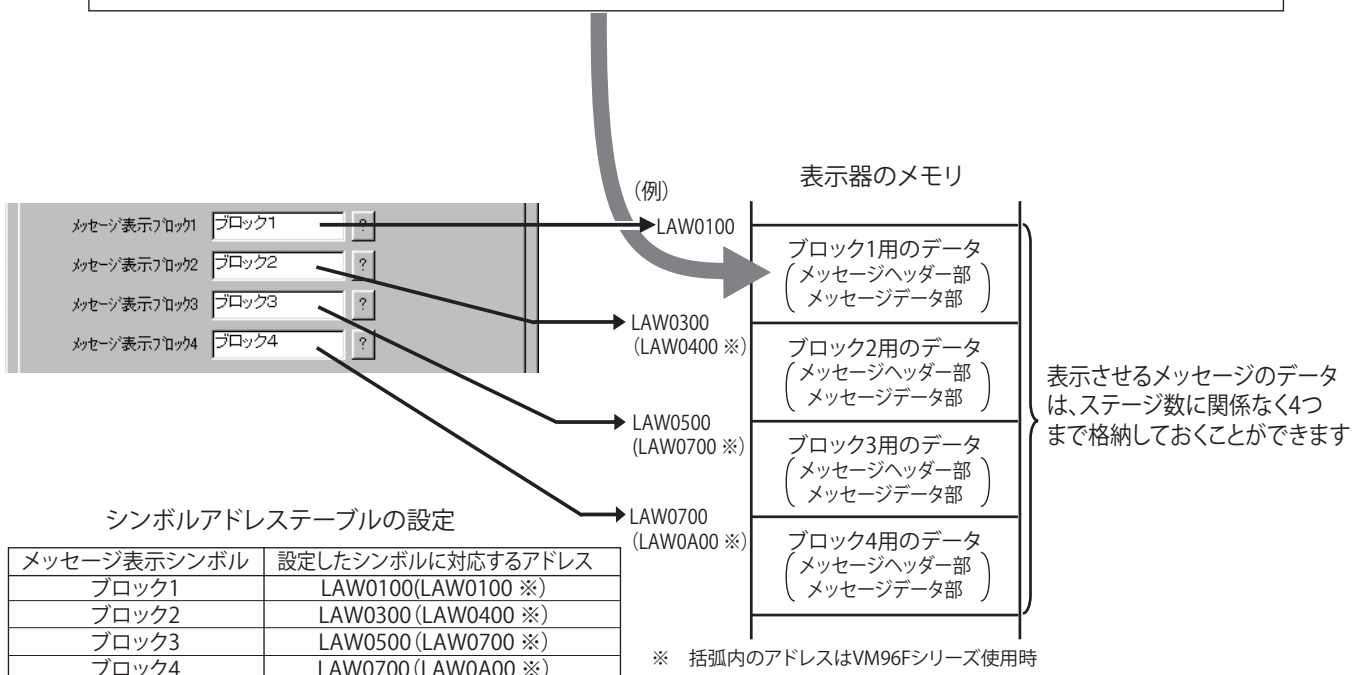 (例)
表示器のメモリ
メッセージ表示ブロック1 ブロック1 ?
メッセージ表示ブロック2 ブロック2 ?
メッセージ表示ブロック3 ブロック3 ?
メッセージ表示ブロック4 ブロック4 ?
LAW0100
LAW0300
(LAW0400 ※)
LAW0500
(LAW0700 ※)
LAW0700
(LAW0A00 ※)
ブロック1用のデータ
メッセージヘッダー部
メッセージデータ部
ブロック2用のデータ
メッセージヘッダー部
メッセージデータ部
ブロック3用のデータ
メッセージヘッダー部
メッセージデータ部
ブロック4用のデータ
メッセージヘッダー部
メッセージデータ部
表示させるメッセージのデータ
は、ステージ数に関係なく4つ
まで格納しておくことができます
シンボルアドレステーブルの設定
メッセージ表示シンボル 設定したシンボルに対応するアドレス
ブロック1 LAW0100(LAW0100 ※)
ブロック2 LAW0300(LAW0400 ※)
ブロック3 LAW0500(LAW0700 ※)
ブロック4 LAW0700(LAW0A00 ※)
※ 括弧内のアドレスはVM96Fシリーズ使用時